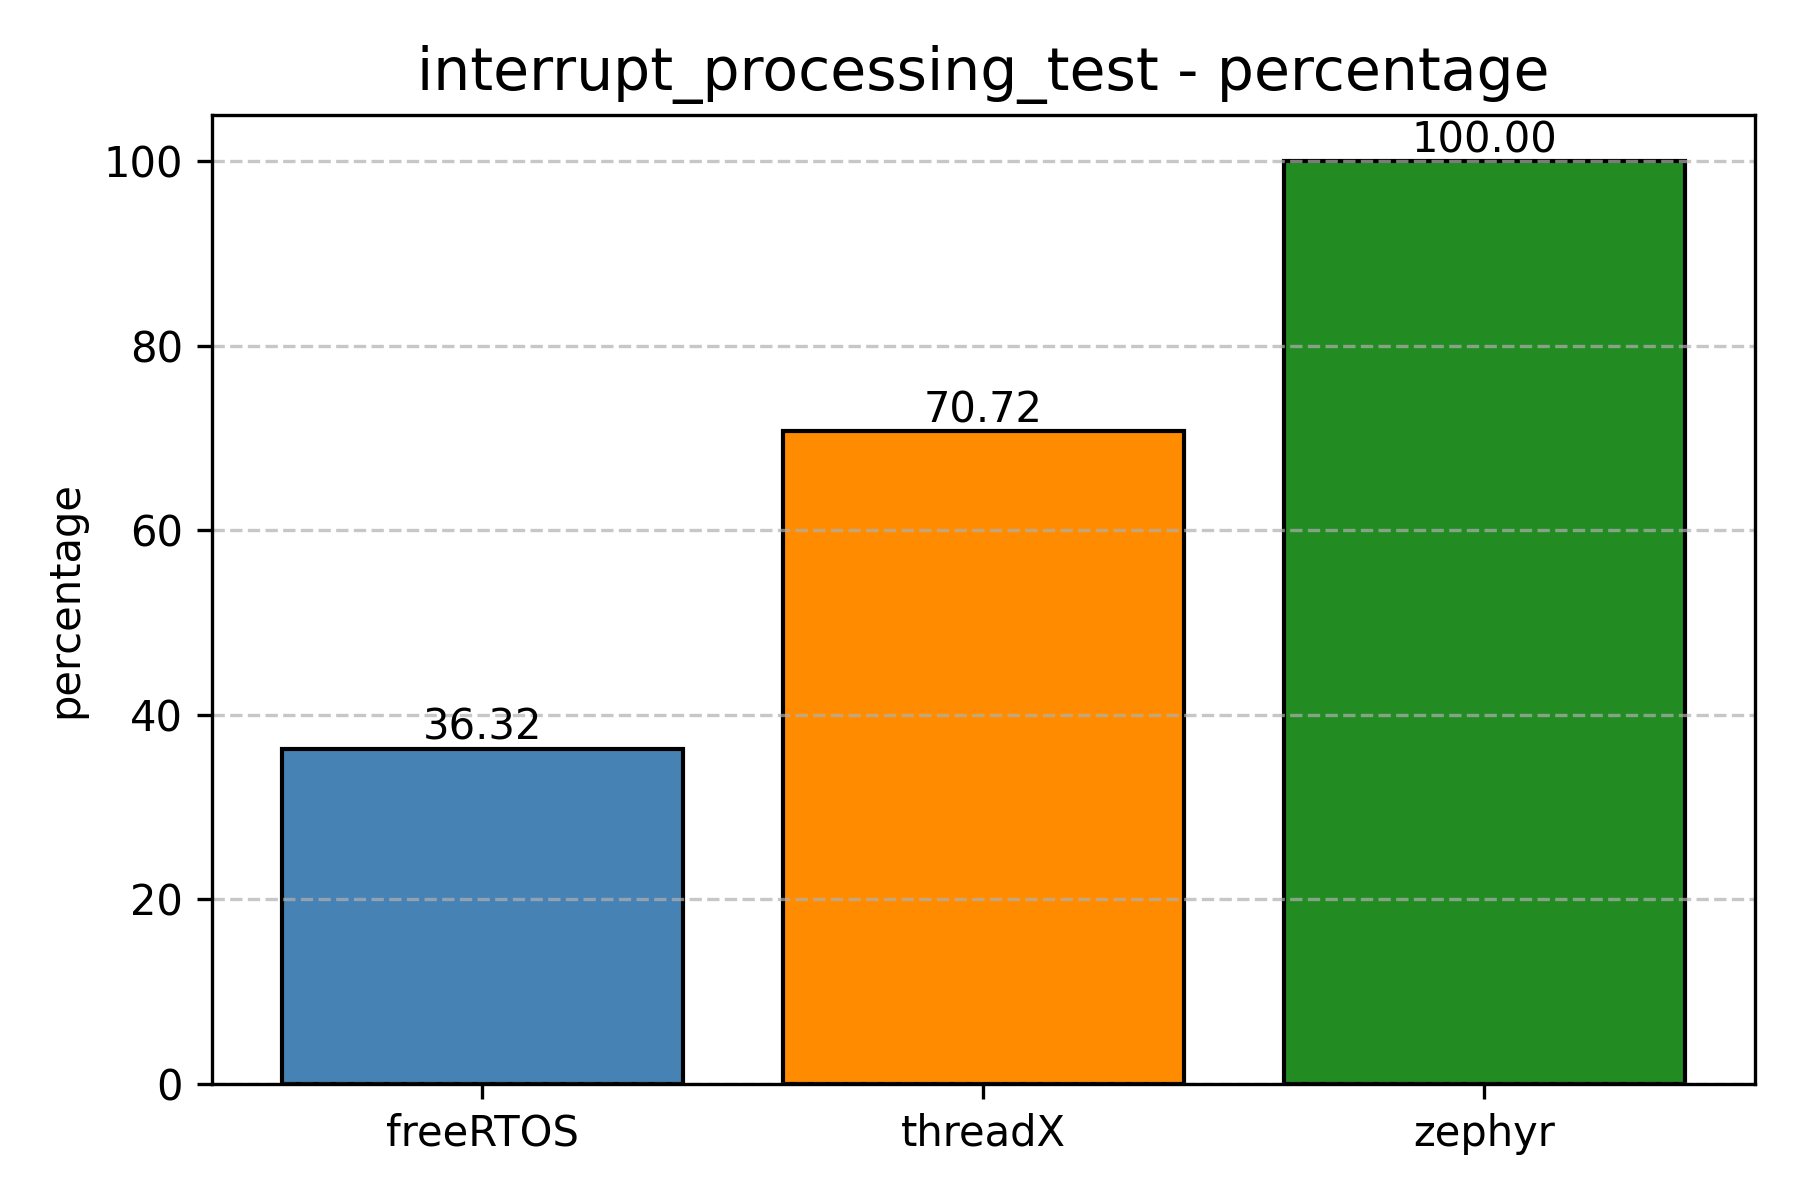 interrupt_processing_test - percentage
100.00
100
80
70.72
percentage
60
40
36.32
20
0
freeRTOS
threadX
zephyr